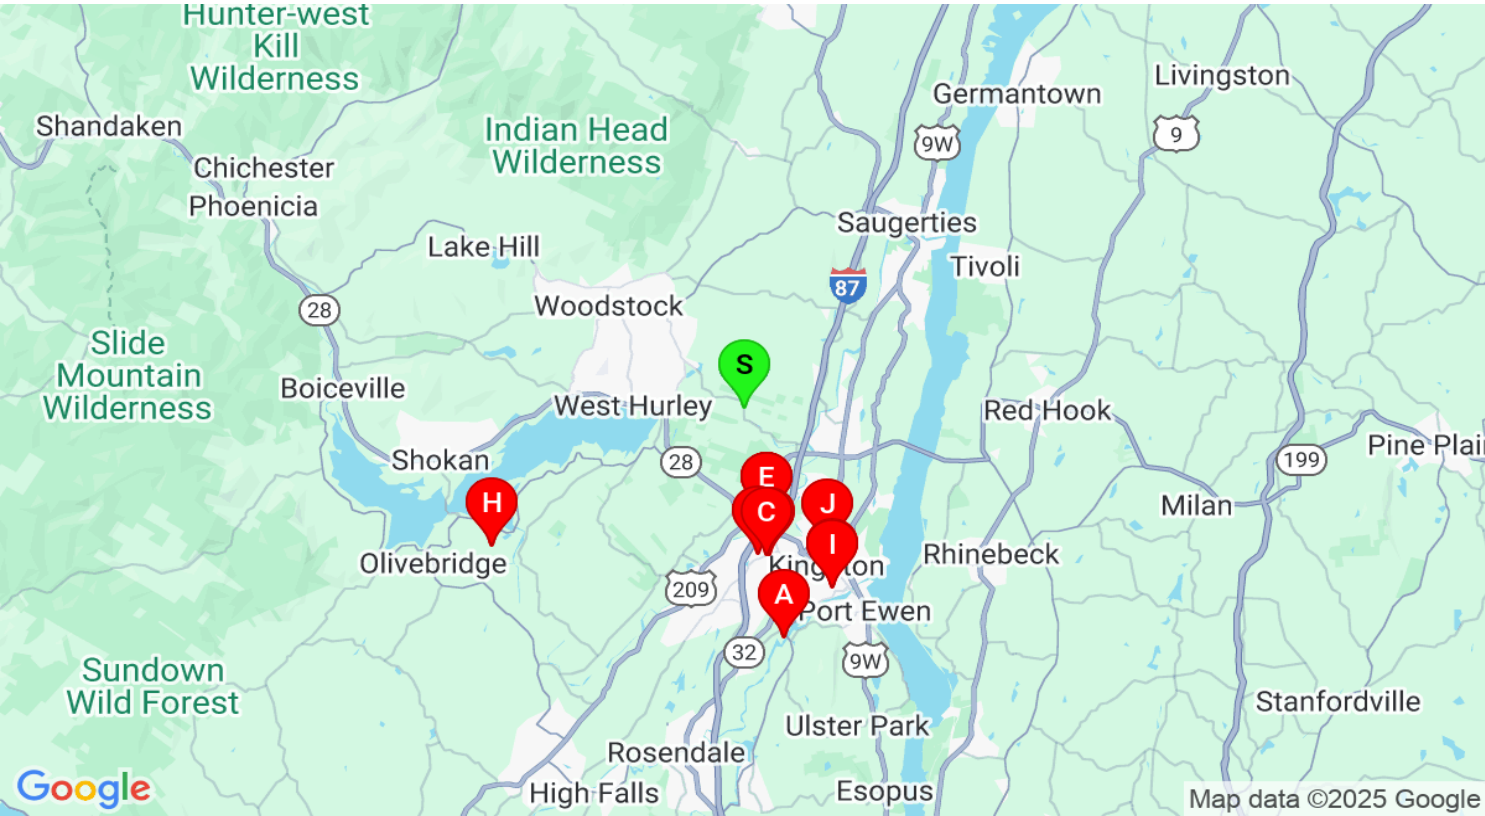 Hunter-west
Kill
Wilderness
Livingston
Germantown
Shandaken
Indian Head
Wilderness
9
9W
Chichester
Phoenicia
Saugerties
Lake Hill
Tivoli
87
Woodstock
28
Slide
Mountain
Wilderness
S
Boiceville
West Hurley
Red Hook
Pine Plai
Shokan
28
199
E
H
J
C
Milan
I
Olivebridge
Kingston
Rhinebeck
209
A
Port Ewen
32
9W
Sundown
Wild Forest
Stanfordville
Ulster Park
Rosendale
Google
High Falls
Esopus
Map data ©2025 Google